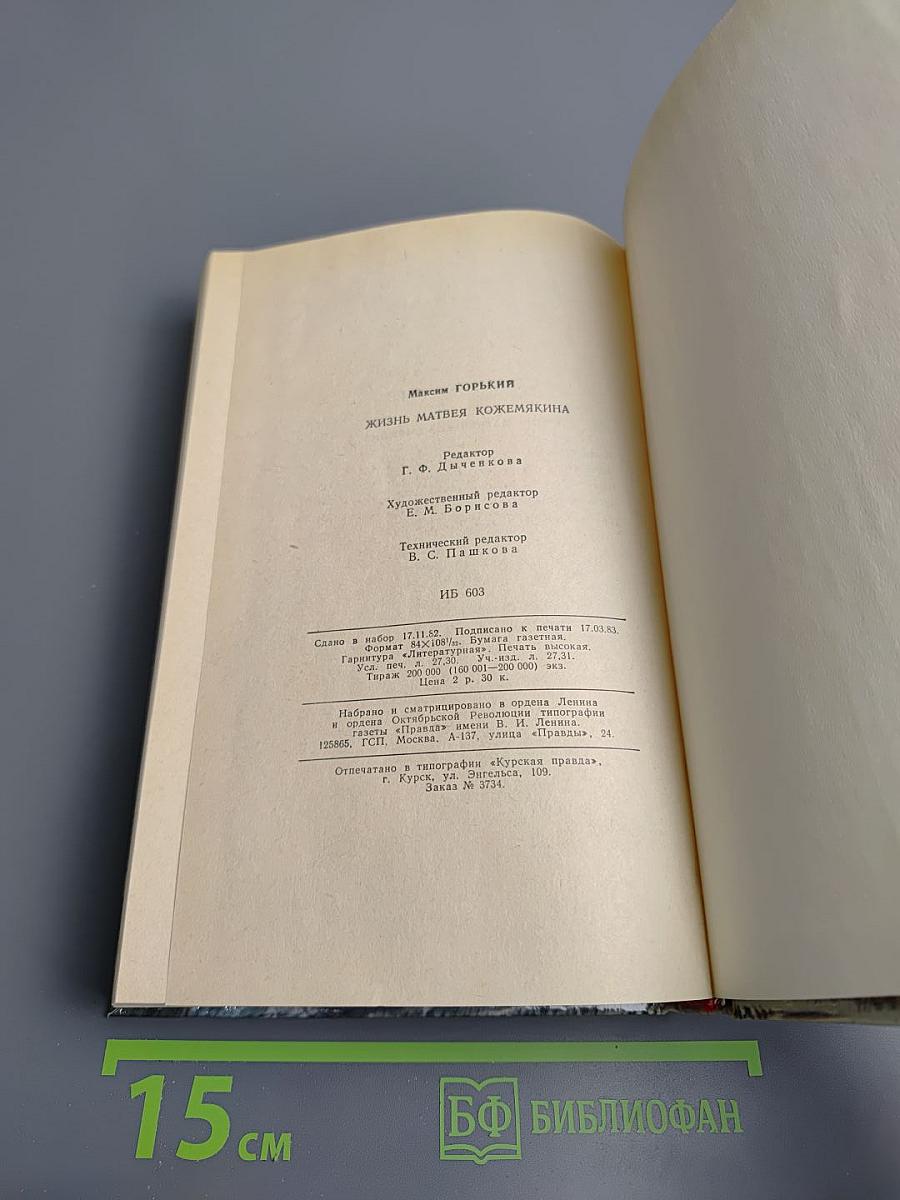 Максим ГОРЬКИЙ
ЖИЗНЬ МАТВЕЯ КОЖЕМЯКИНА
Редактор
Г. Ф. Дыченкова
Художественный редактор
Е. М. Борисова
Технический редактор
В. С. Пашкова
ИБ 603
Сдано в набор 17.11.82. Подписано к печати 17.03.83.
Формат 84×108¹/₃₂. Бумага газетная.
Гарнитура «Литературная». Печать высокая.
Усл. печ. л. 27,30. Уч.-изд. л. 27,31.
Тираж 200 000 (160 001—200 000) экз.
Цена 2 р. 30 к.
Набрано и сматрицировано в ордена Ленина
и ордена Октябрьской Революции типографии
газеты «Правда» имени В. И. Ленина.
125865, ГСП, Москва, А-137, улица «Правды», 24.
Отпечатано в типографии «Курская правда»,
г. Курск, ул. Энгельса, 109.
Заказ № 3734.
15 см
БФ БИБЛИОФАН